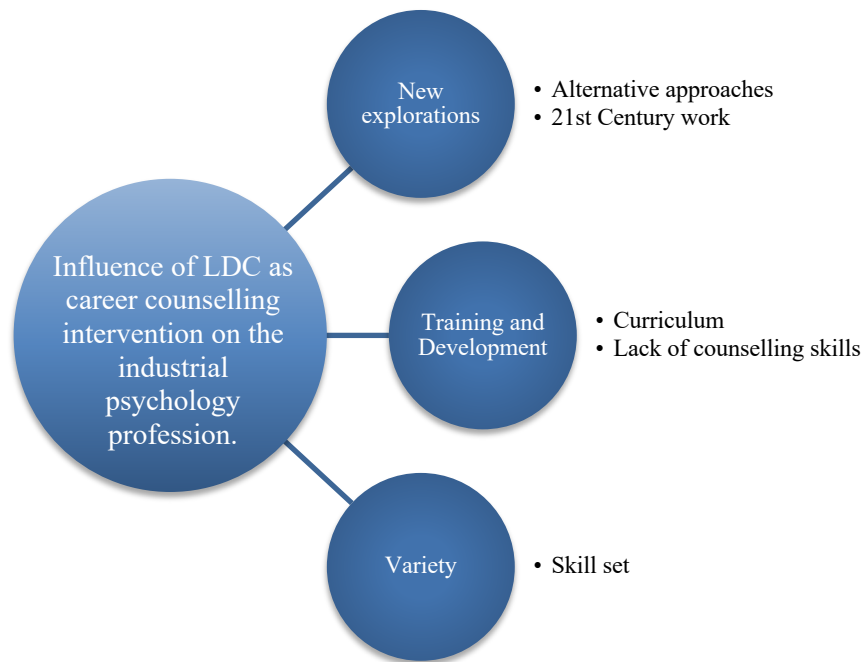 New
explorations
• Alternative approaches
• 21st Century work
Influence of LDC as
career counselling
intervention on the
industrial
psychology
profession.
Training and
Development
• Curriculum
• Lack of counselling skills
Variety
• Skill set